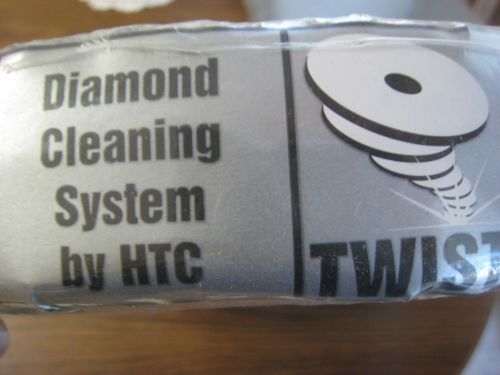 Diamond
Cleaning
System
by HTC
TWIST